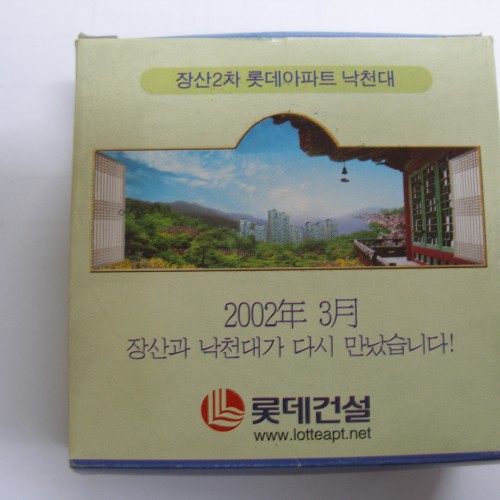 장산2차 롯데아파트 낙천대
2002年 3月
장산과 낙천대가 다시 만났습니다!
롯데건설
www.lotteapt.net